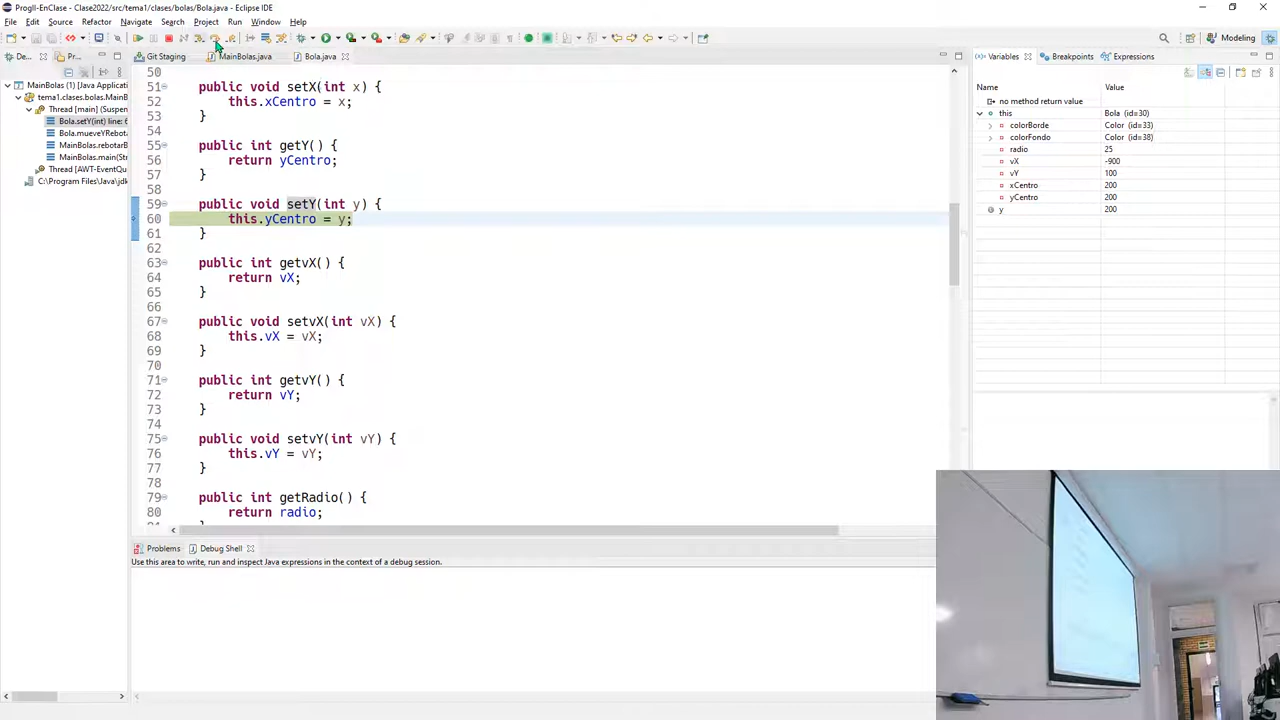 ProgII-EnClase - Clase2022/src/tema1/clases/bolas/Bola.java - Eclipse IDE
File Edit Source Refactor Navigate Search Project Run Window Help
Modeling
De... Pr...
Git Staging MainBolas.java Bola.java
Variables Breakpoints Expressions
MainBolas (1) [Java Applicati
tema1.clases.bolas.MainB
Thread [main] (Suspen
Bola.setY(int) line: 6
Bola.mueveYRebota
MainBolas.rebotarB
MainBolas.main(Str
Thread [AWT-EventQu
C:\Program Files\Java\jdk
50
51 public void setX(int x) {
52 this.xCentro = x;
53 }
54
55 public int getY() {
56 return yCentro;
57 }
58
59 public void setY(int y) {
60 this.yCentro = y;
61 }
62
63 public int getvX() {
64 return vX;
65 }
66
67 public void setvX(int vX) {
68 this.vX = vX;
69 }
70
71 public int getvY() {
72 return vY;
73 }
74
75 public void setvY(int vY) {
76 this.vY = vY;
77 }
78
79 public int getRadio() {
80 return radio;
Name Value
no method return value
this Bola (id=30)
colorBorde Color (id=33)
colorFondo Color (id=38)
radio 25
vX -900
vY 100
xCentro 200
yCentro 200
y 200
Problems Debug Shell
Use this area to write, run and inspect Java expressions in the context of a debug session.